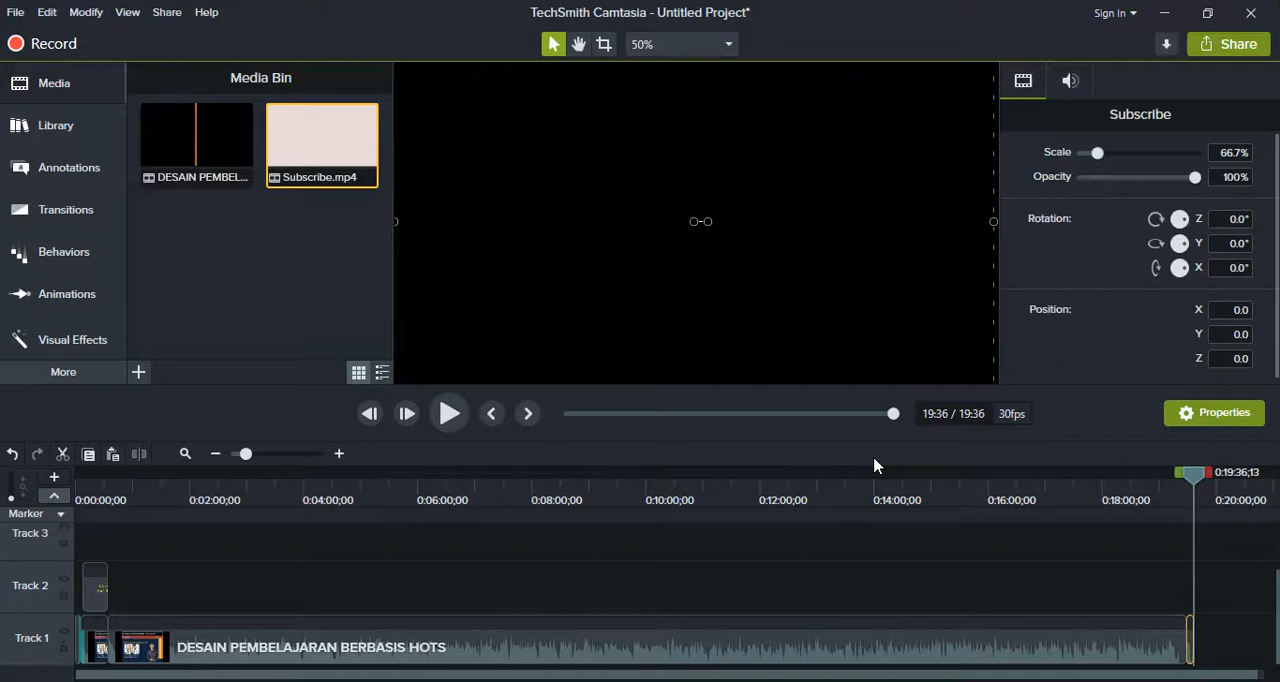 File Edit Modify View Share Help
TechSmith Camtasia - Untitled Project*
Sign In
Record
50%
Share
Media
Library
Annotations
Transitions
Behaviors
Animations
Visual Effects
More
Media Bin
DESAIN PEMBEL...
Subscribe.mp4
Subscribe
Scale 66.7%
Opacity 100%
Rotation: Z 0.0°
Y 0.0°
X 0.0°
Position: X 0.0
Y 0.0
Z 0.0
19:36 / 19:36 30fps
Properties
0:19:36;13
0:00:00;00 0:02:00;00 0:04:00;00 0:06:00;00 0:08:00;00 0:10:00;00 0:12:00;00 0:14:00;00 0:16:00;00 0:18:00;00 0:20:00;00
Marker
Track 3
Track 2
Track 1
DESAIN PEMBELAJARAN BERBASIS HOTS